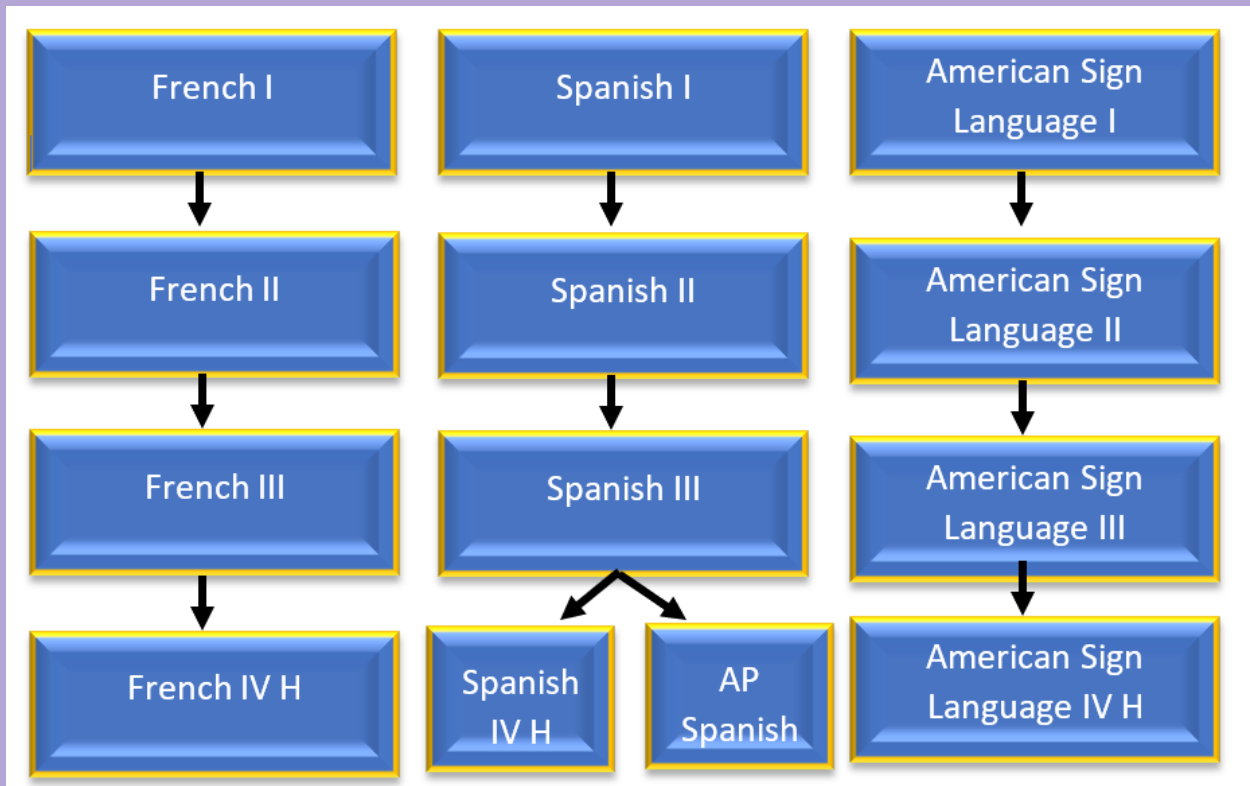 French I
Spanish I
American Sign
Language I
French II
Spanish II
American Sign
Language II
French III
Spanish III
American Sign
Language III
French IV H
Spanish
IV H
AP
Spanish
American Sign
Language IV H